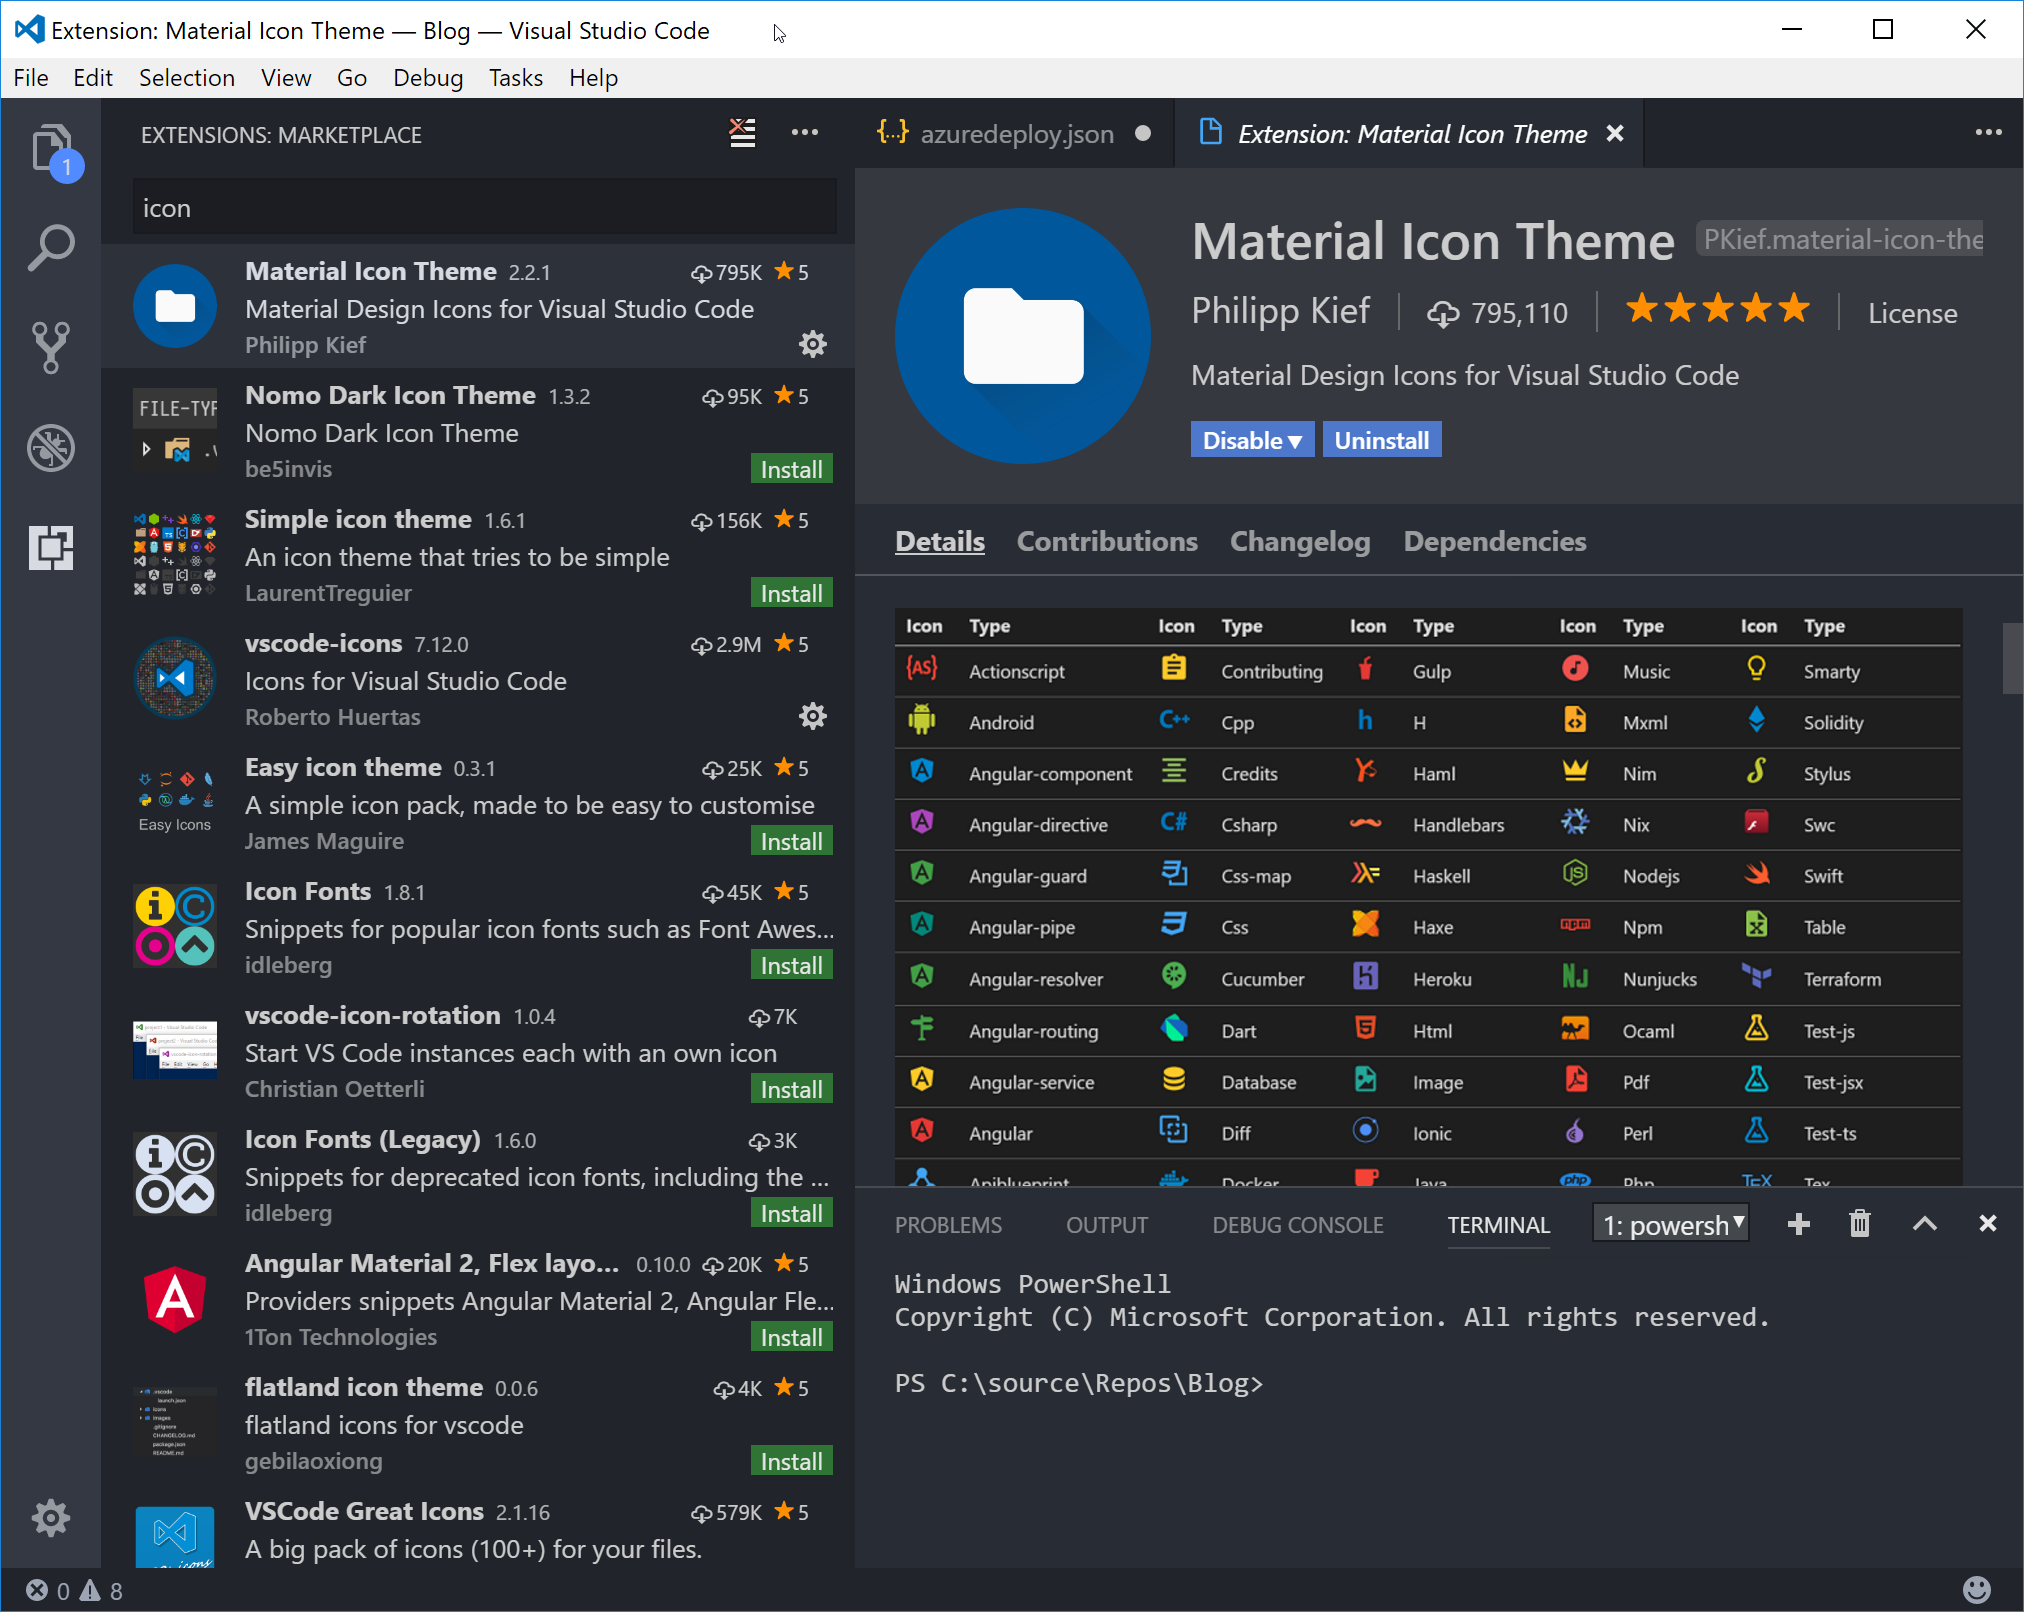 Extension: Material Icon Theme — Blog — Visual Studio Code
File Edit Selection View Go Debug Tasks Help
EXTENSIONS: MARKETPLACE
icon
Material Icon Theme 2.2.1 795K 5
Material Design Icons for Visual Studio Code
Philipp Kief
FILE-TYP
Nomo Dark Icon Theme 1.3.2 95K 5
Nomo Dark Icon Theme
be5invis
Install
Simple icon theme 1.6.1 156K 5
An icon theme that tries to be simple
LaurentTreguier
Install
vscode-icons 7.12.0 2.9M 5
Icons for Visual Studio Code
Roberto Huertas
Easy Icons
Easy icon theme 0.3.1 25K 5
A simple icon pack, made to be easy to customise
James Maguire
Install
Icon Fonts 1.8.1 45K 5
Snippets for popular icon fonts such as Font Awes...
idleberg
Install
vscode-icon-rotation 1.0.4 7K
Start VS Code instances each with an own icon
Christian Oetterli
Install
Icon Fonts (Legacy) 1.6.0 3K
Snippets for deprecated icon fonts, including the ...
idleberg
Install
Angular Material 2, Flex layo... 0.10.0 20K 5
Providers snippets Angular Material 2, Angular Fle...
1Ton Technologies
Install
flatland icon theme 0.0.6 4K 5
flatland icons for vscode
gebilaoxiong
Install
VSCode Great Icons 2.1.16 579K 5
A big pack of icons (100+) for your files.
1
0 8
{..} azuredeploy.json
Extension: Material Icon Theme
Material Icon Theme PKief.material-icon-the
Philipp Kief 795,110 License
Material Design Icons for Visual Studio Code
Disable Uninstall
Details Contributions Changelog Dependencies
Icon Type Icon Type Icon Type Icon Type Icon Type
{AS} Actionscript Contributing Gulp Music Smarty
Android C++ Cpp h H Mxml Solidity
Angular-component Credits Haml Nim Stylus
Angular-directive C# Csharp Handlebars Nix Swc
Angular-guard Css-map Haskell Nodejs Swift
Angular-pipe Css Haxe npm Npm Table
Angular-resolver Cucumber Heroku NJ Nunjucks Terraform
Angular-routing Dart Html Ocaml Test-js
Angular-service Database Image Pdf Test-jsx
Angular Diff Ionic Perl Test-ts
Apiblueprint Docker Java php Php TEX Tex
PROBLEMS OUTPUT DEBUG CONSOLE TERMINAL 1: powersh
Windows PowerShell
Copyright (C) Microsoft Corporation. All rights reserved.
PS C:\source\Repos\Blog>